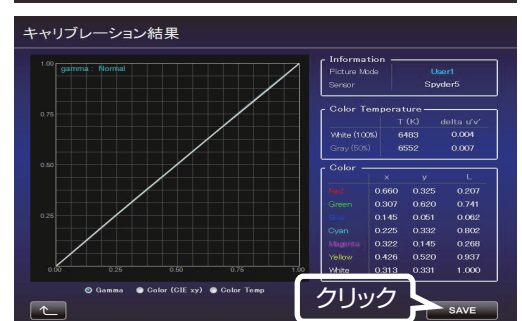 キャリブレーション結果
gamma : Normal
1.00
0.75
0.50
0.25
0.00 0.25 0.50 0.75 1.00
Gamma Color (CIE xy) Color Temp
Information
Picture Mode User1
Sensor Spyder5
Color Temperature
T (K) delta u'v'
White (100%) 6483 0.004
Gray (50%) 6552 0.007
Color
x y L
Red 0.660 0.325 0.207
Green 0.307 0.620 0.741
Blue 0.145 0.051 0.062
Cyan 0.225 0.332 0.802
Magenta 0.322 0.145 0.268
Yellow 0.426 0.520 0.937
White 0.313 0.331 1.000
クリック
SAVE